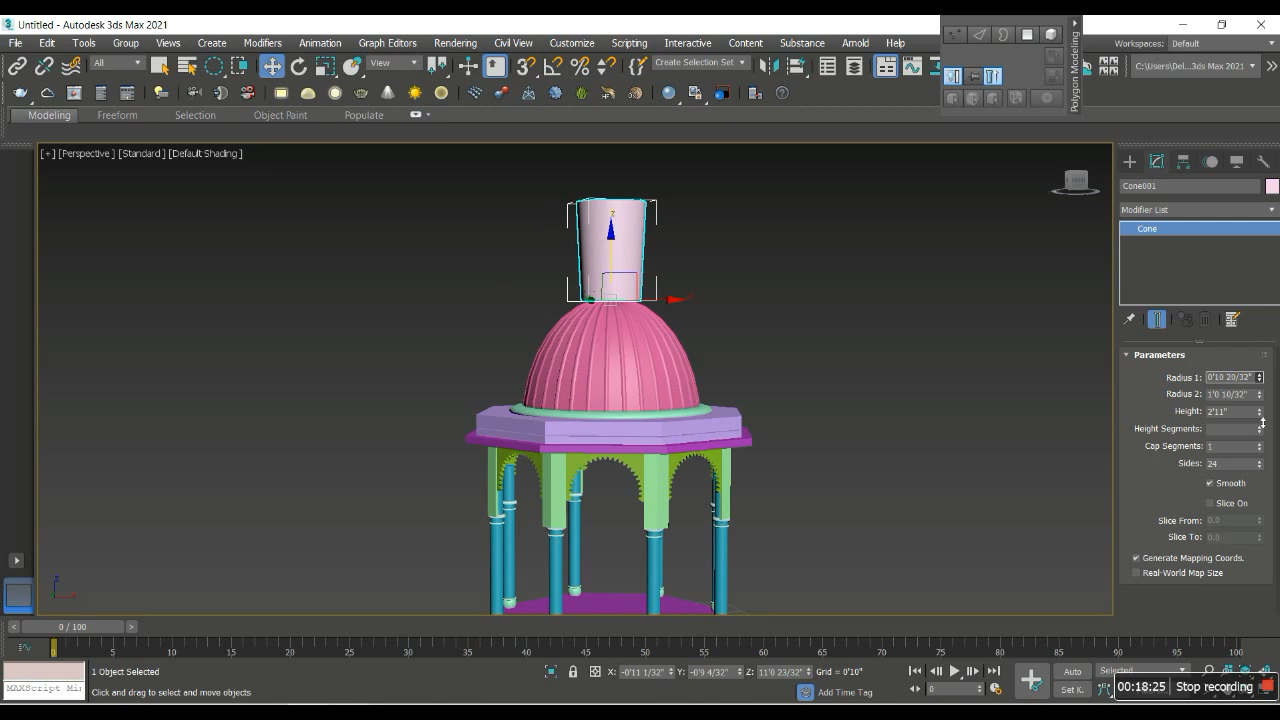 Untitled - Autodesk 3ds Max 2021
File Edit Tools Group Views Create Modifiers Animation Graph Editors Rendering Civil View Customize Scripting Interactive Content Substance Arnold Help
Workspaces: Default
All
View
Create Selection Set
C:\Users\Del...3ds Max 2021
Polygon Modeling
Modeling Freeform Selection Object Paint Populate
[+] [Perspective ] [Standard ] [Default Shading ]
Cone001
Modifier List
Cone
Parameters
Radius 1: 0'10 20/32"
Radius 2: 1'0 10/32"
Height: 2'11"
Height Segments:
Cap Segments: 1
Sides: 24
Smooth
Slice On
Slice From: 0.0
Slice To: 0.0
Generate Mapping Coords.
Real-World Map Size
z
z
0 / 100
0 5 10 15 20 25 30 35 40 45 50 55 60 65 70 75 80 85 90 95 100
1 Object Selected
X: -0'11 1/32" Y: -0'9 4/32" Z: 11'0 23/32" Grid = 0'10"
Auto Selected
MAXScript Mi
Click and drag to select and move objects
Add Time Tag
0
Set K.
00:18:25 Stop recording